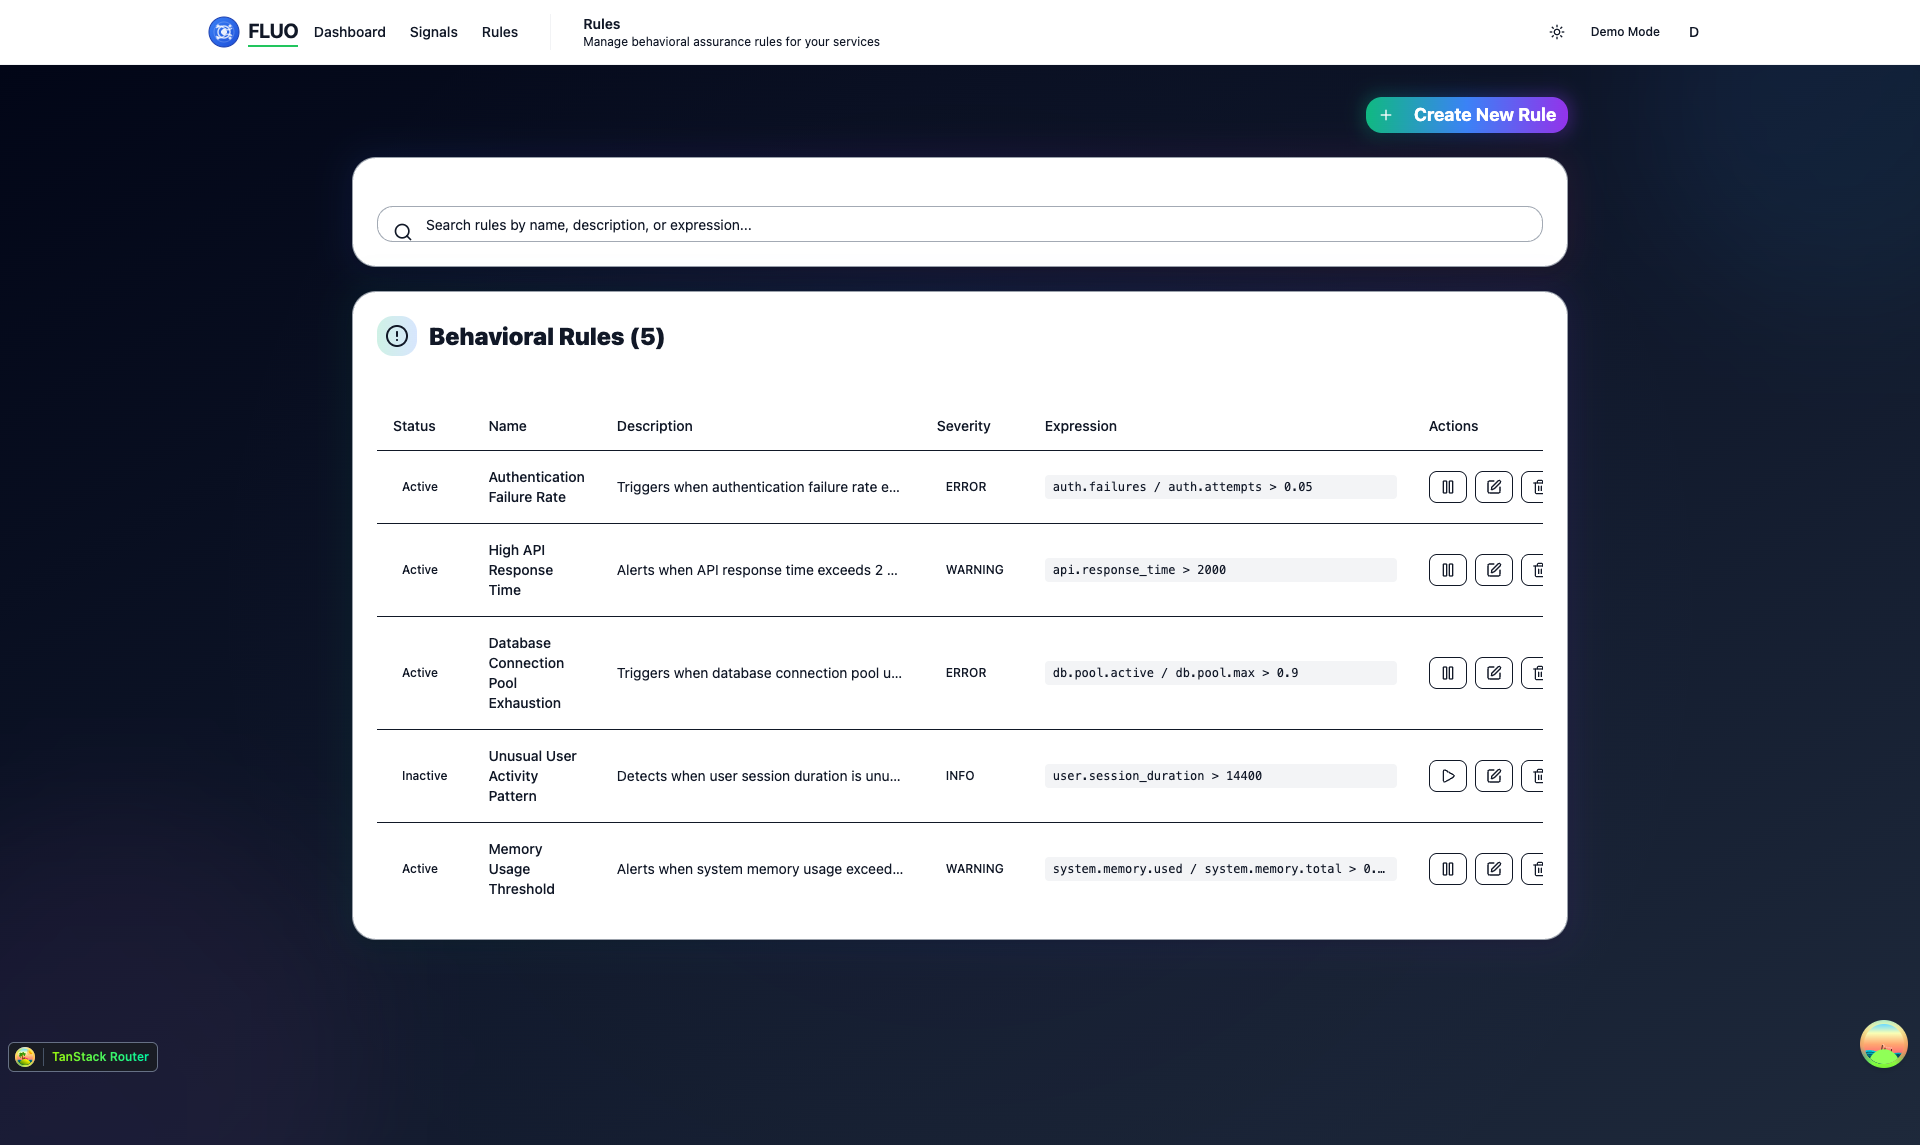 FLUO
Dashboard
Signals
Rules
Rules
Manage behavioral assurance rules for your services
Demo Mode
D
Create New Rule
Search rules by name, description, or expression...
Behavioral Rules (5)
Status
Name
Description
Severity
Expression
Actions
Active
Authentication
Failure Rate
Triggers when authentication failure rate e...
ERROR
auth.failures / auth.attempts > 0.05
Active
High API
Response
Time
Alerts when API response time exceeds 2 ...
WARNING
api.response_time > 2000
Active
Database
Connection
Pool
Exhaustion
Triggers when database connection pool u...
ERROR
db.pool.active / db.pool.max > 0.9
Inactive
Unusual User
Activity
Pattern
Detects when user session duration is unu...
INFO
user.session_duration > 14400
Active
Memory
Usage
Threshold
Alerts when system memory usage exceed...
WARNING
system.memory.used / system.memory.total > 0.…
TanStack Router